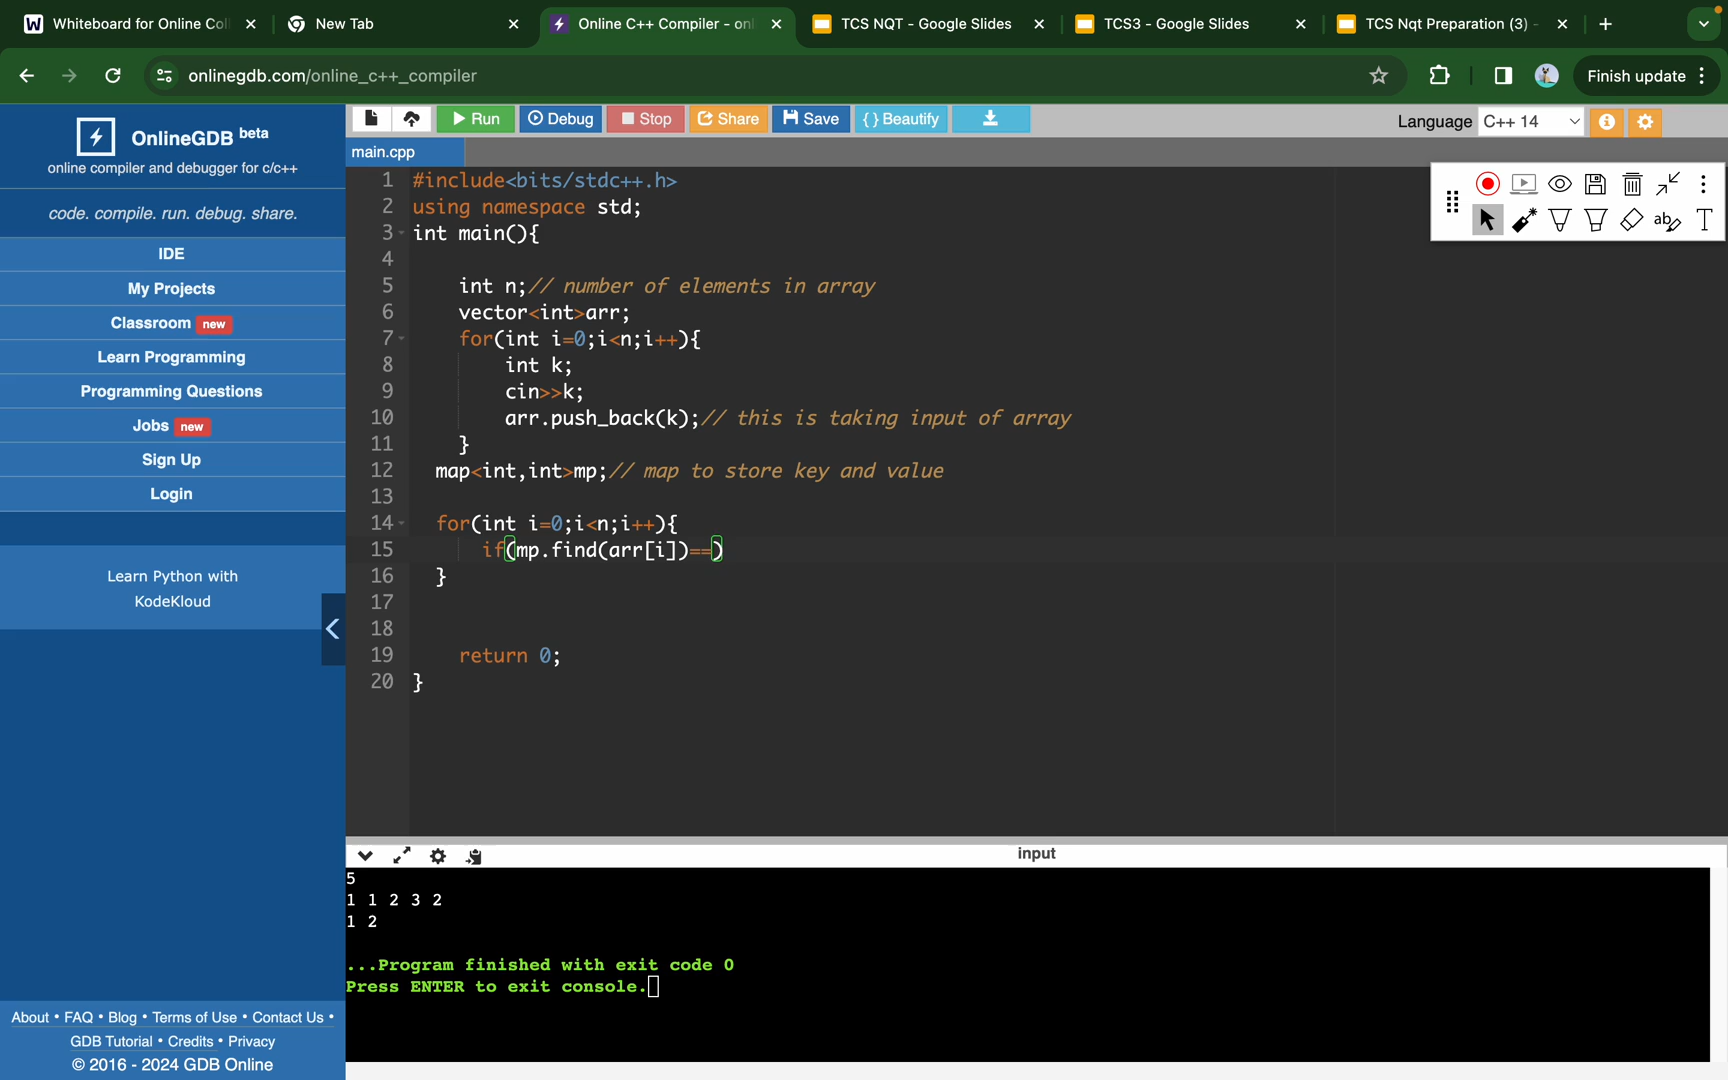 Whiteboard for Online Col
New Tab
Online C++ Compiler - onl
TCS NQT - Google Slides
TCS3 - Google Slides
TCS Nqt Preparation (3) -
onlinegdb.com/online_c++_compiler
Finish update
OnlineGDB beta
online compiler and debugger for c/c++
code. compile. run. debug. share.
IDE
My Projects
Classroom new
Learn Programming
Programming Questions
Jobs new
Sign Up
Login
Learn Python with
KodeKloud
About • FAQ • Blog • Terms of Use • Contact Us •
GDB Tutorial • Credits • Privacy
© 2016 - 2024 GDB Online
Run
Debug
Stop
Share
Save
{ } Beautify
Language C++ 14
main.cpp
1 #include<bits/stdc++.h>
2 using namespace std;
3 int main(){
4
5 int n;// number of elements in array
6 vector<int>arr;
7 for(int i=0;i<n;i++){
8 int k;
9 cin>>k;
10 arr.push_back(k);// this is taking input of array
11 }
12 map<int,int>mp;// map to store key and value
13
14 for(int i=0;i<n;i++){
15 if(mp.find(arr[i])==)
16 }
17
18
19 return 0;
20 }
input
5
1 1 2 3 2
1 2
...Program finished with exit code 0
Press ENTER to exit console.